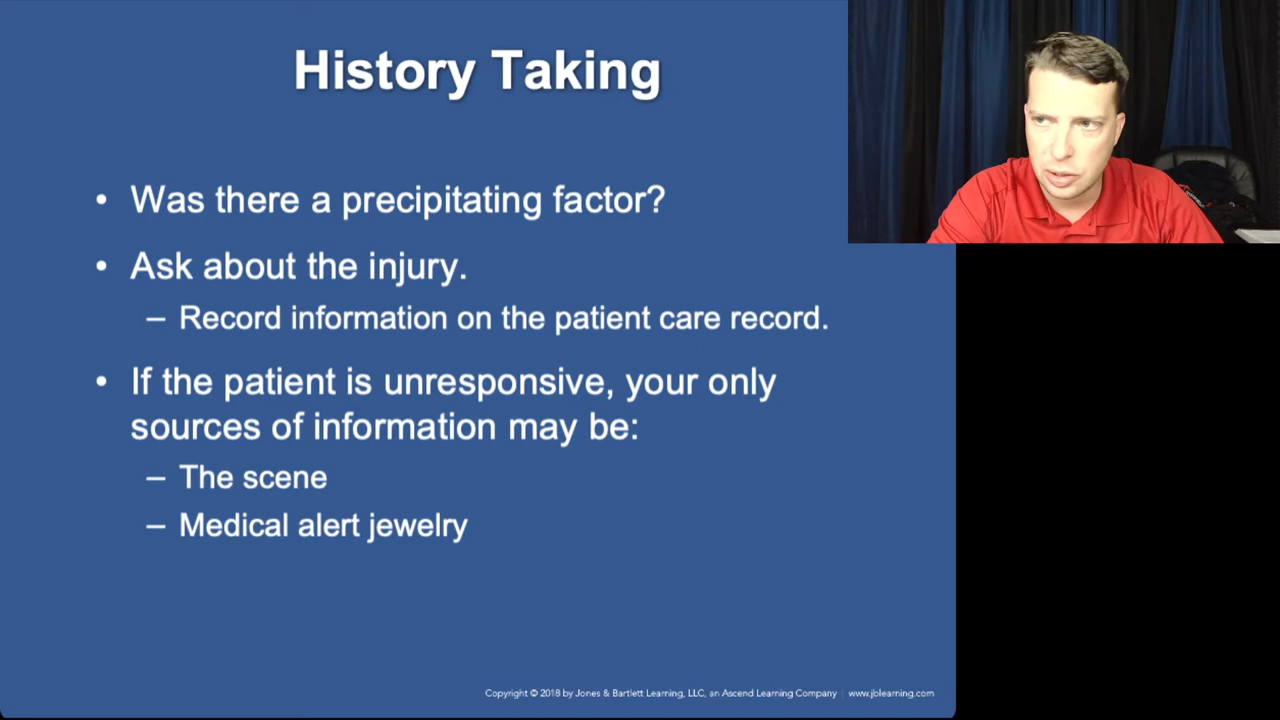 History Taking
• Was there a precipitating factor?
• Ask about the injury.
– Record information on the patient care record.
• If the patient is unresponsive, your only
sources of information may be:
– The scene
– Medical alert jewelry
Copyright © 2018 by Jones & Bartlett Learning, LLC, an Ascend Learning Company | www.jblearning.com